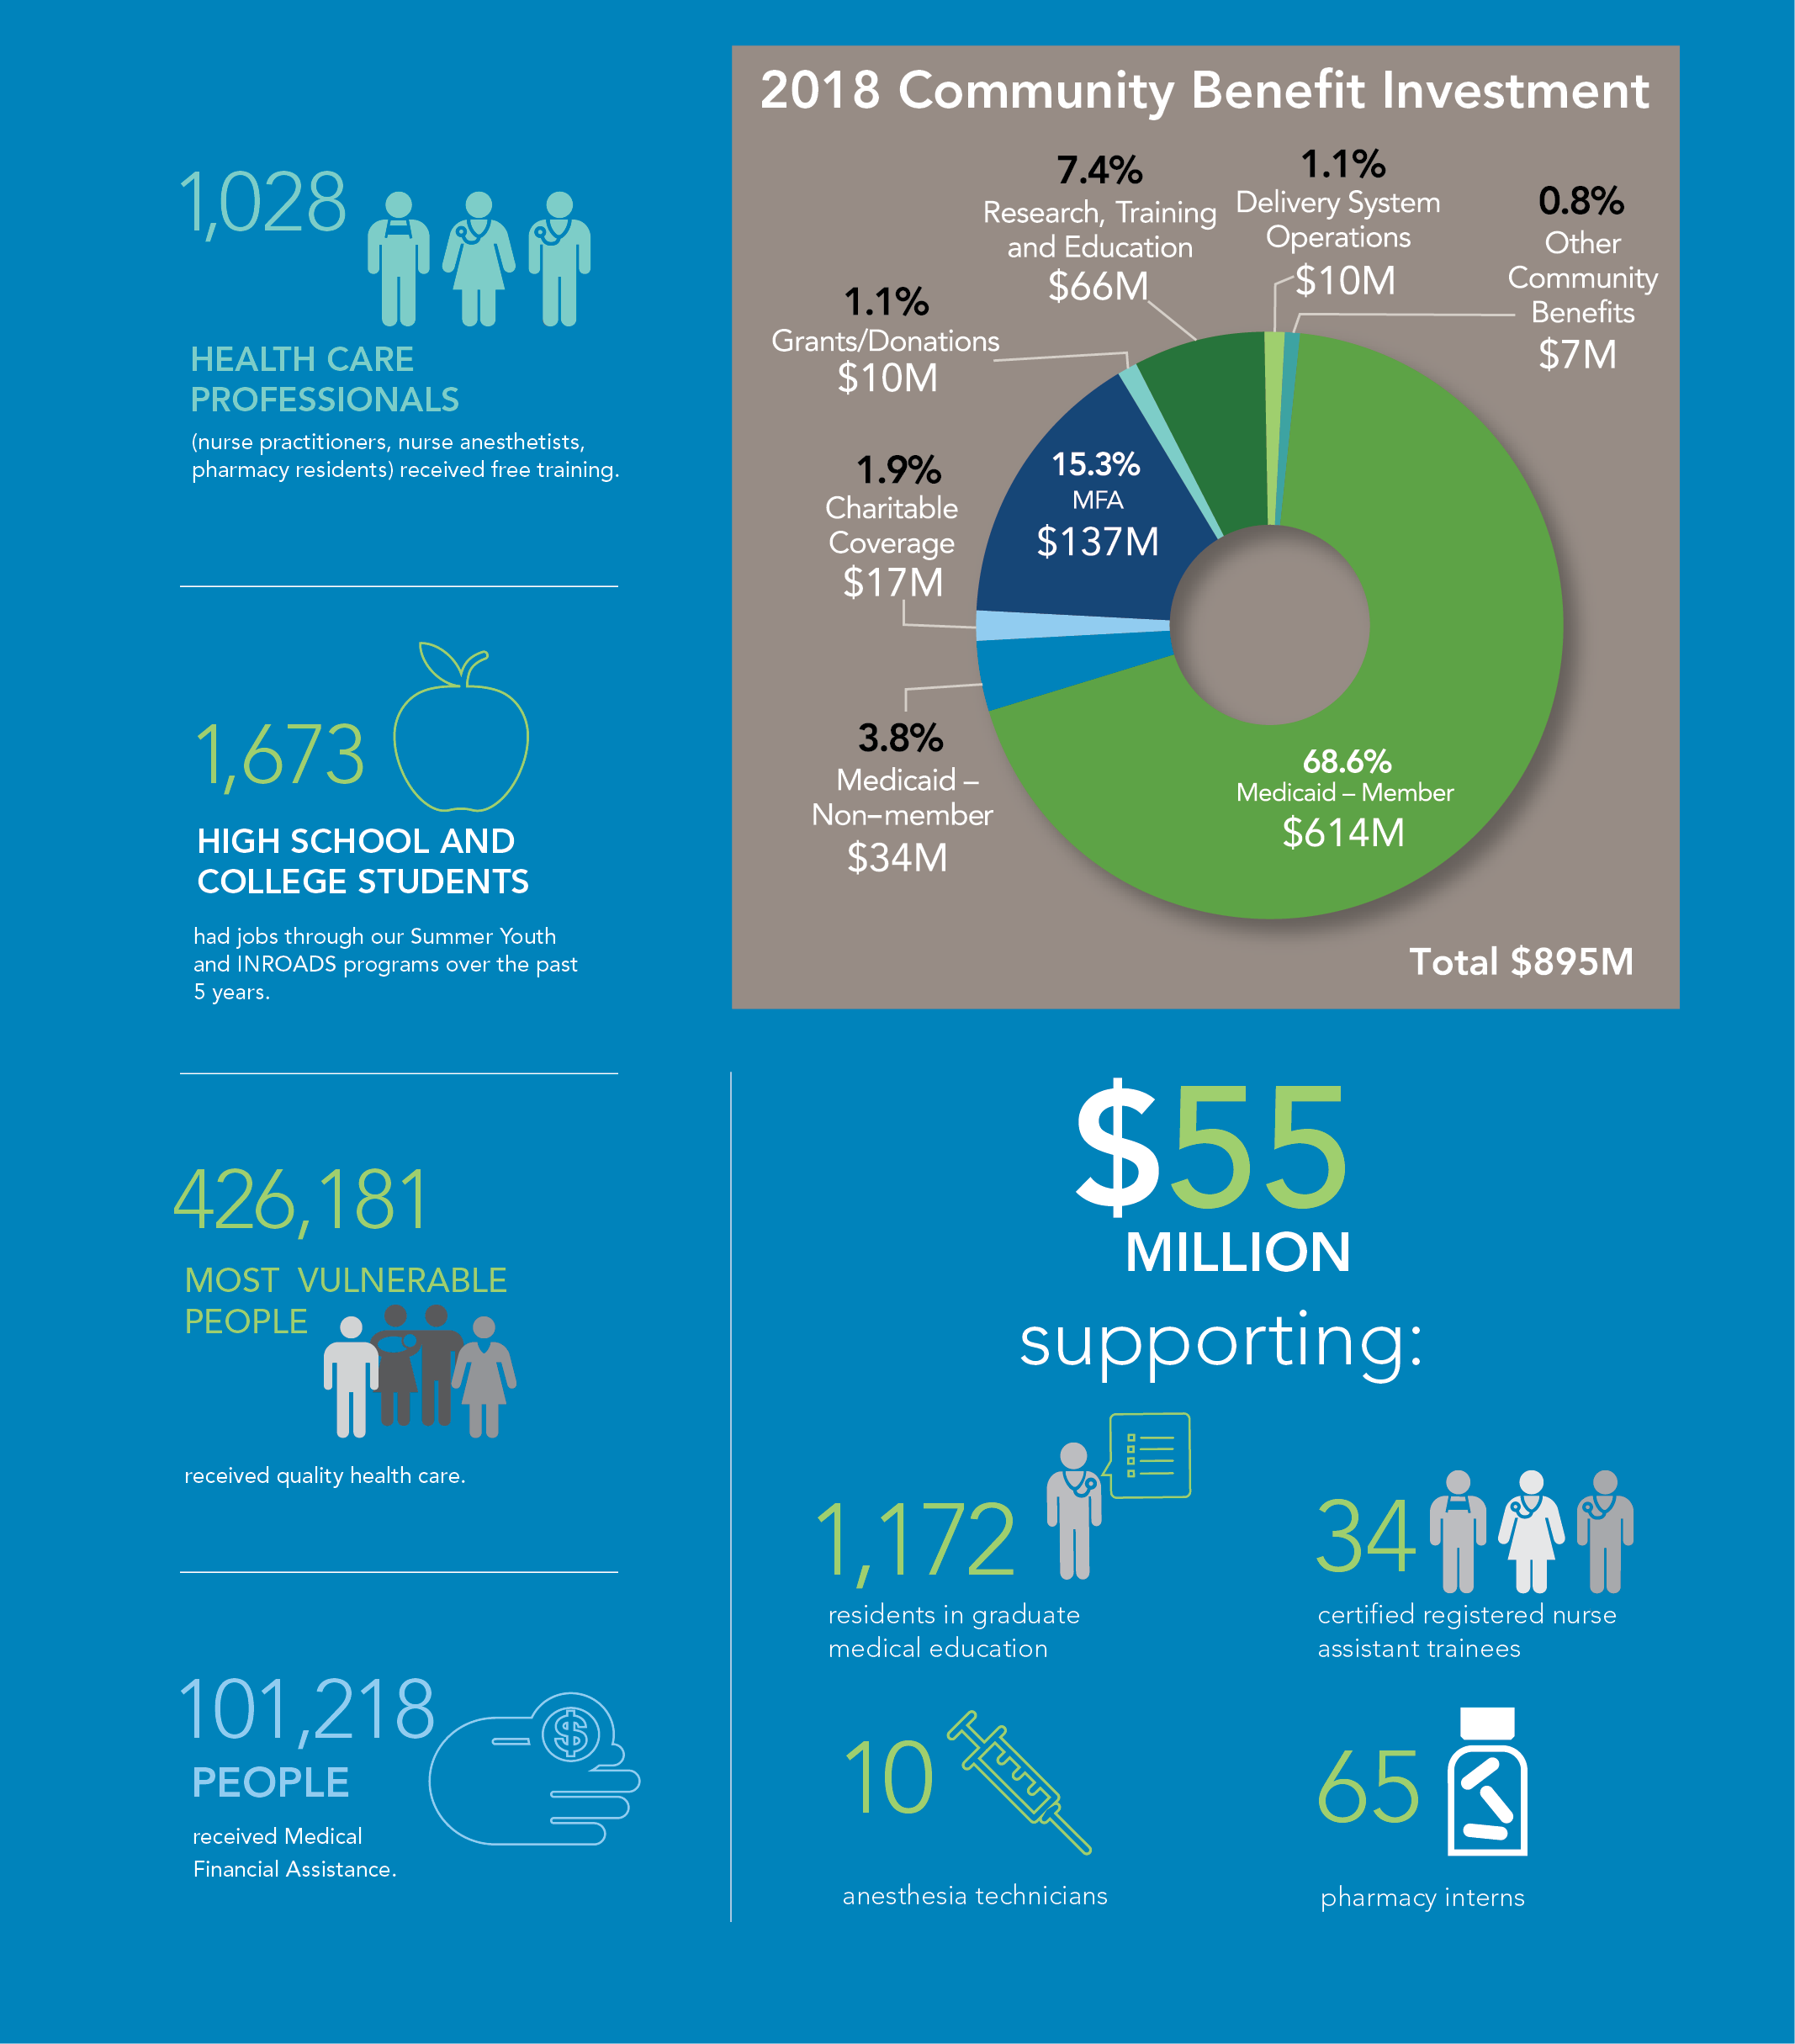 1,028
HEALTH CARE
PROFESSIONALS
(nurse practitioners, nurse anesthetists,
pharmacy residents) received free training.
1,673
HIGH SCHOOL AND
COLLEGE STUDENTS
had jobs through our Summer Youth
and INROADS programs over the past
5 years.
426,181
MOST VULNERABLE
PEOPLE
received quality health care.
101,218
PEOPLE
received Medical
Financial Assistance.
$
2018 Community Benefit Investment
7.4%
Research, Training
and Education
$66M
1.1%
Delivery System
Operations
$10M
0.8%
Other
Community
Benefits
$7M
1.1%
Grants/Donations
$10M
1.9%
Charitable
Coverage
$17M
15.3%
MFA
$137M
3.8%
Medicaid –
Non–member
$34M
68.6%
Medicaid – Member
$614M
Total $895M
$55
MILLION
supporting:
1,172
residents in graduate
medical education
34
certified registered nurse
assistant trainees
10
anesthesia technicians
65
pharmacy interns